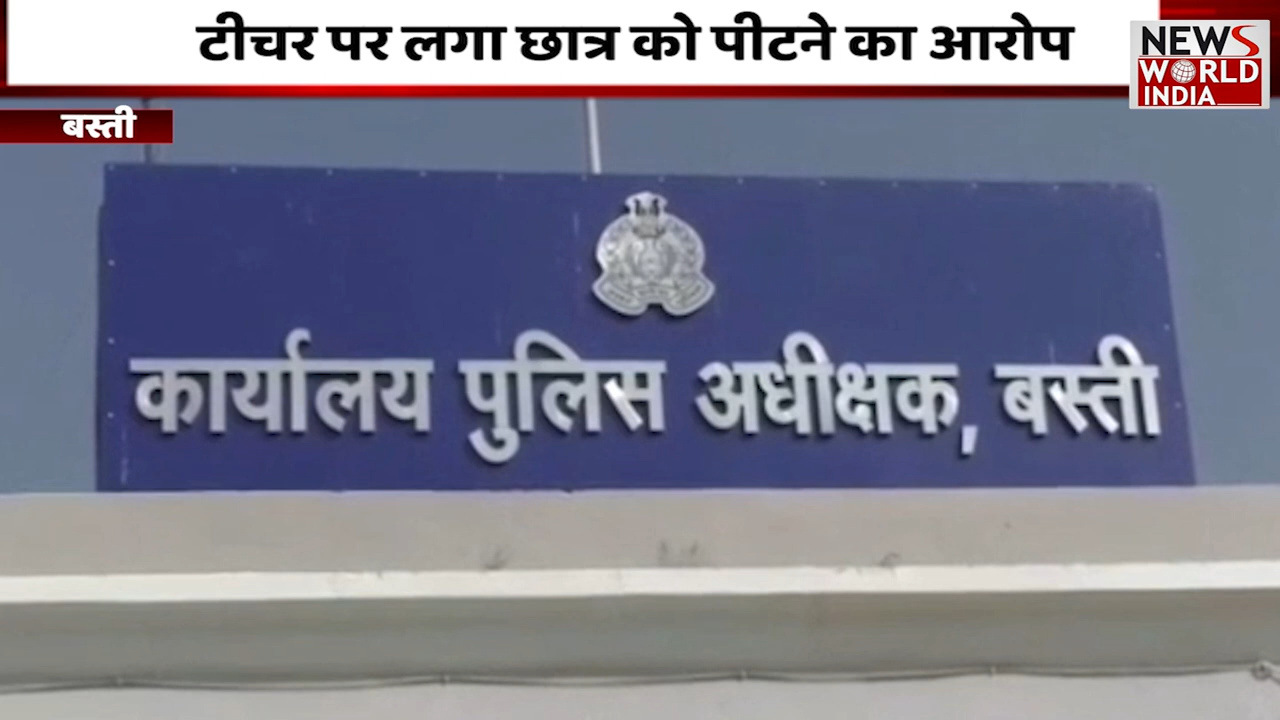 टीचर पर लगा छात्र को पीटने का आरोप
NEWS
WORLD
INDIA
बस्ती
कार्यालय पुलिस अधीक्षक, बस्ती